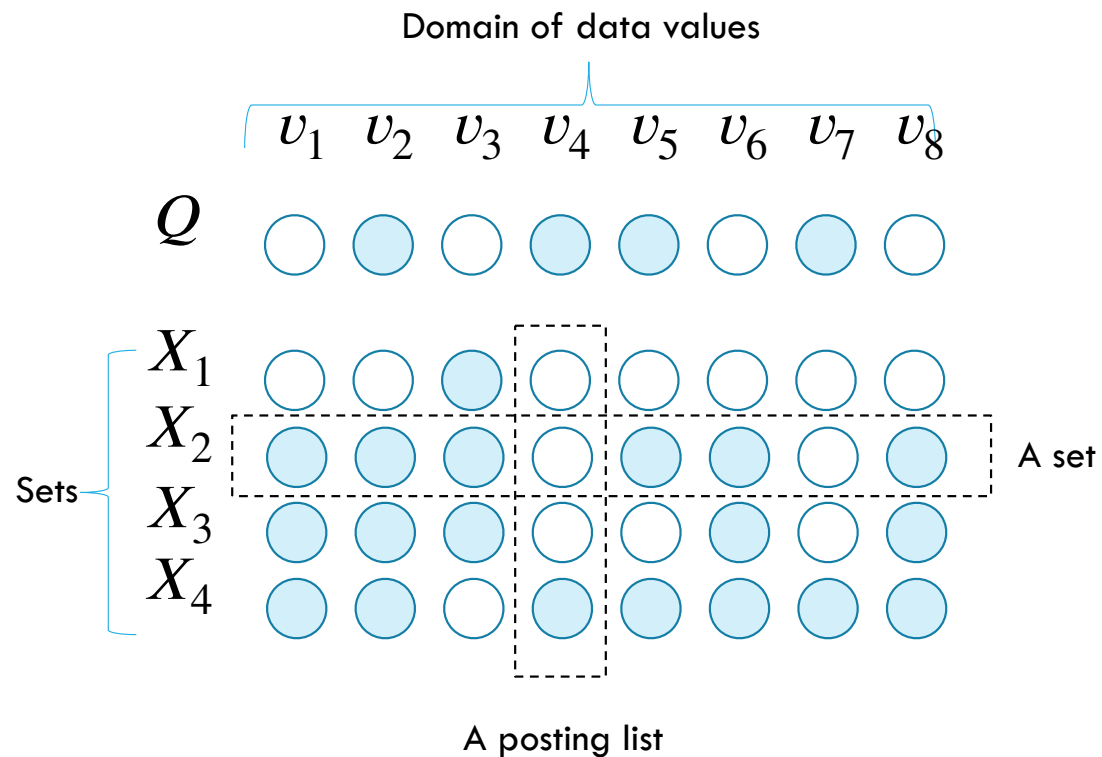 Domain of data values
v1 v2 v3 v4 v5 v6 v7 v8
Q
X1
X2
A set
Sets
X3
X4
A posting list